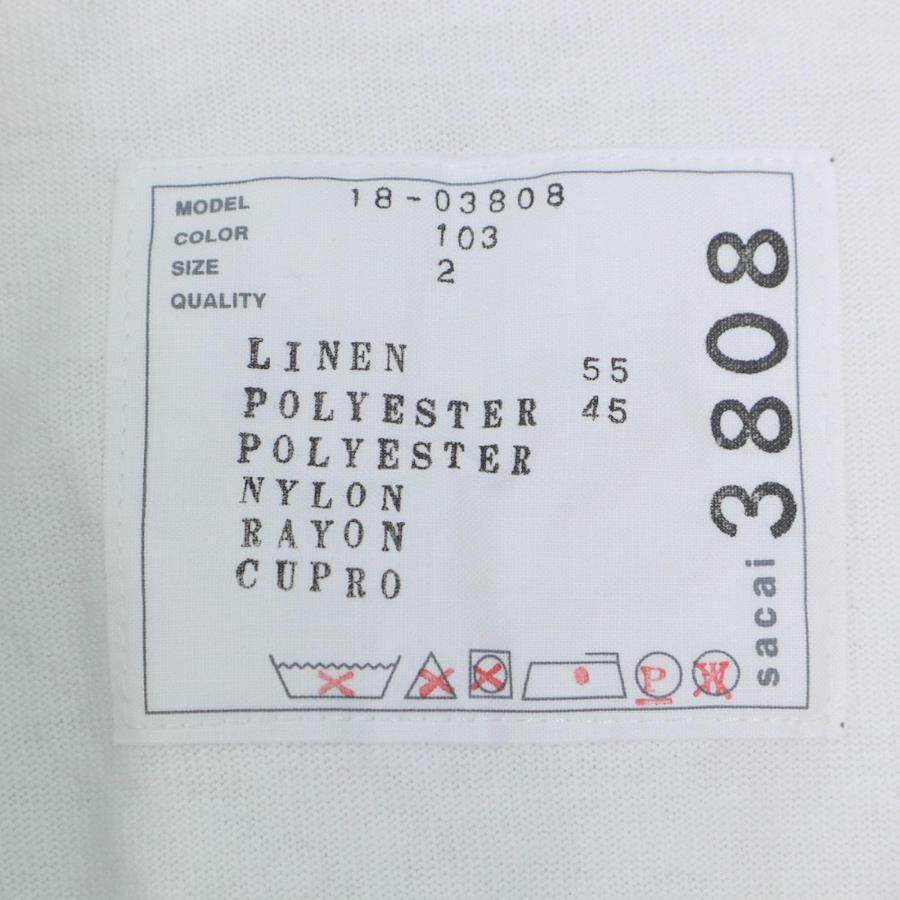 MODEL 18-03808
COLOR 103
SIZE 2
QUALITY
LINEN 55
POLYESTER 45
POLYESTER
NYLON
RAYON
CUPRO
P W
sacai 3808